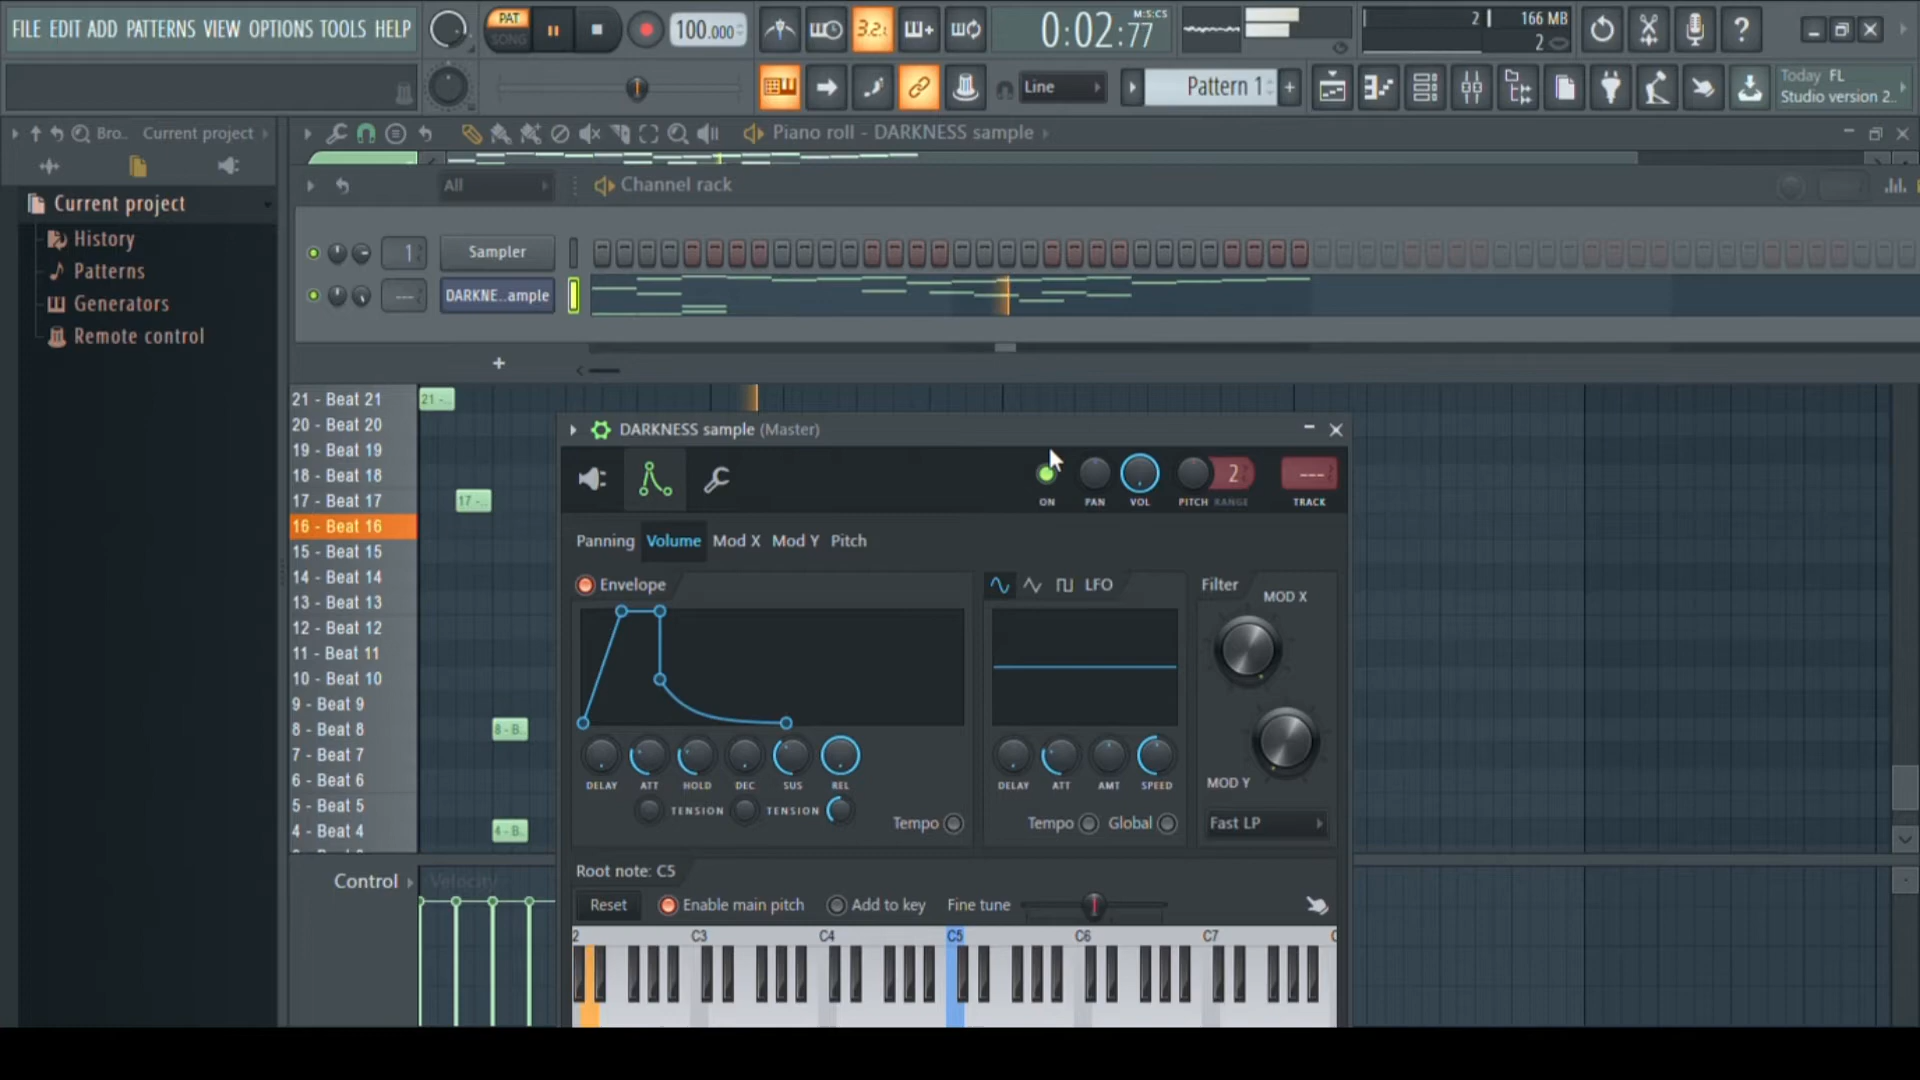 FILE EDIT ADD PATTERNS VIEW OPTIONS TOOLS HELP
PAT
SONG
100.000
3.2.
0:02:77
M:S:CS
2
166 MB
2
Line
Pattern 1
+
Today FL
Studio version 2..
Bro..
Current project
Piano roll - DARKNESS sample
All
Channel rack
Current project
History
Patterns
Generators
Remote control
1
Sampler
---
DARKNE..ample
+
21 - Beat 21
20 - Beat 20
19 - Beat 19
18 - Beat 18
17 - Beat 17
16 - Beat 16
15 - Beat 15
14 - Beat 14
13 - Beat 13
12 - Beat 12
11 - Beat 11
10 - Beat 10
9 - Beat 9
8 - Beat 8
7 - Beat 7
6 - Beat 6
5 - Beat 5
4 - Beat 4
21 -..
17 -..
8 - B..
4 - B..
Control
Velocity
DARKNESS sample (Master)
2
---
ON
PAN
VOL
PITCH
RANGE
TRACK
Panning
Volume
Mod X
Mod Y
Pitch
Envelope
LFO
Filter
MOD X
MOD Y
DELAY
ATT
HOLD
DEC
SUS
REL
TENSION
TENSION
Tempo
DELAY
ATT
AMT
SPEED
Tempo
Global
Fast LP
Root note: C5
Reset
Enable main pitch
Add to key
Fine tune
2
C3
C4
C5
C6
C7